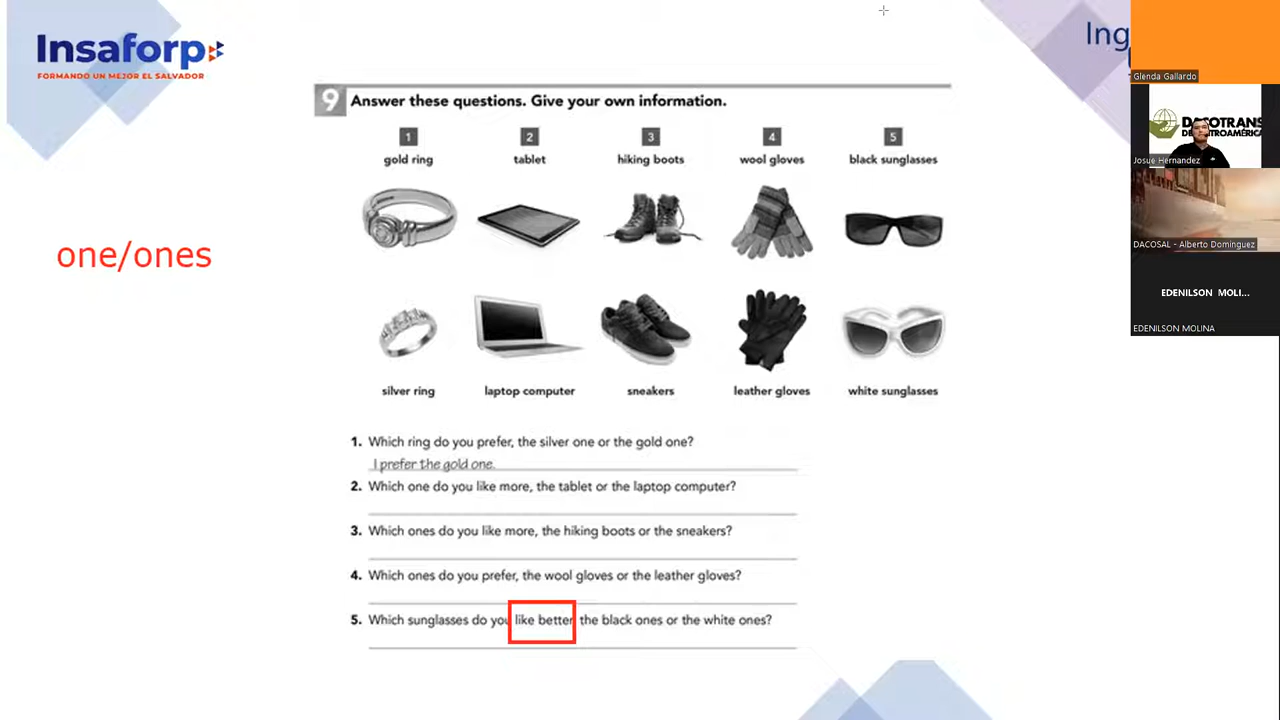 Insaforp
FORMANDO UN MEJOR EL SALVADOR
Ing
Glenda Gallardo
Josue Hernandez
DACOSAL - Alberto Dominguez
EDENILSON MOLI...
EDENILSON MOLINA
one/ones
9 Answer these questions. Give your own information.
1 2 3 4 5
gold ring tablet hiking boots wool gloves black sunglasses
silver ring laptop computer sneakers leather gloves white sunglasses
1. Which ring do you prefer, the silver one or the gold one?
I prefer the gold one.
2. Which one do you like more, the tablet or the laptop computer?
3. Which ones do you like more, the hiking boots or the sneakers?
4. Which ones do you prefer, the wool gloves or the leather gloves?
5. Which sunglasses do you like better, the black ones or the white ones?